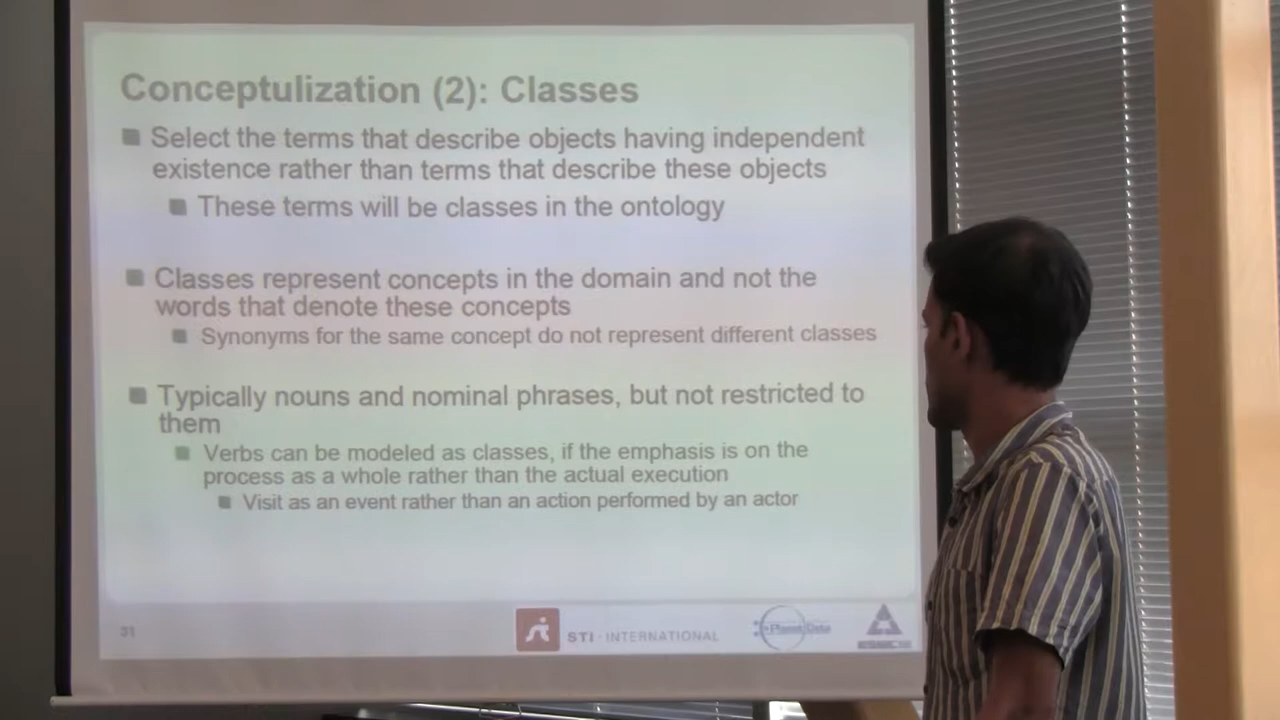 Conceptulization (2): Classes
Select the terms that describe objects having independent
existence rather than terms that describe these objects
These terms will be classes in the ontology
Classes represent concepts in the domain and not the
words that denote these concepts
Synonyms for the same concept do not represent different classes
Typically nouns and nominal phrases, but not restricted to
them
Verbs can be modeled as classes, if the emphasis is on the
process as a whole rather than the actual execution
Visit as an event rather than an action performed by an actor
31
STI · INTERNATIONAL
PlanetData